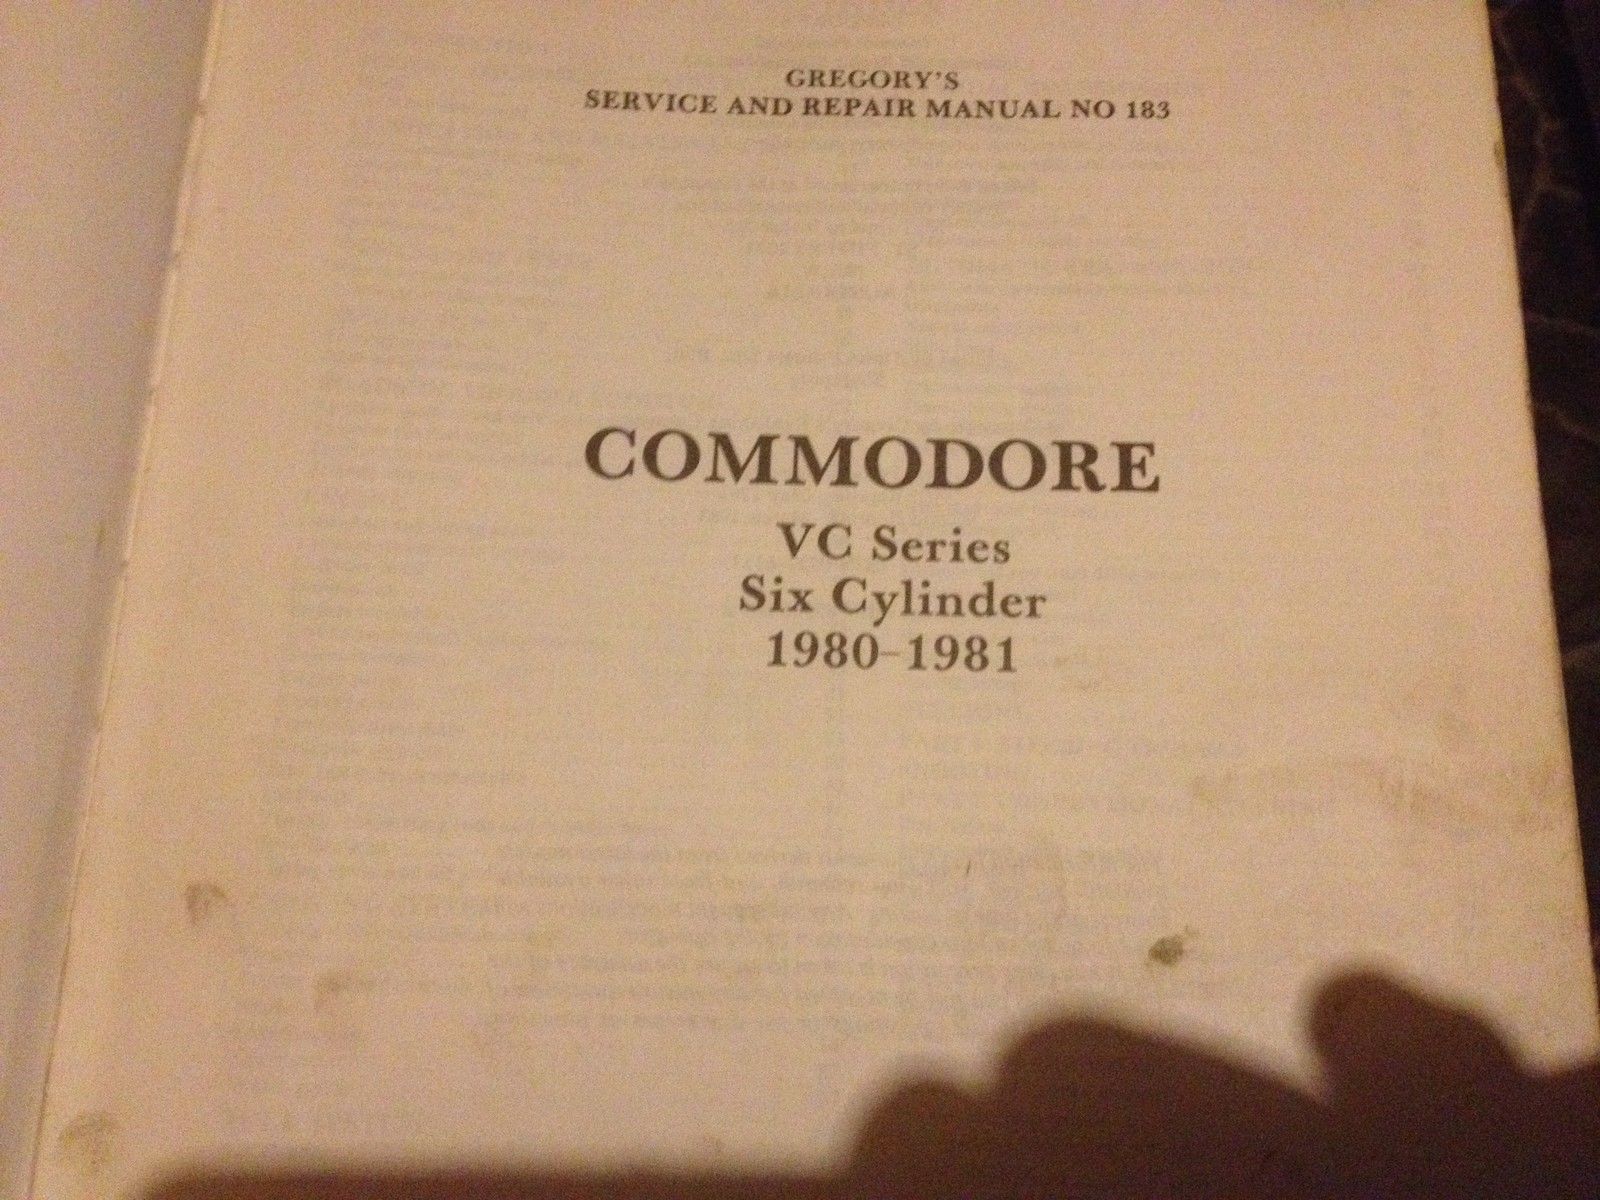 GREGORY'S
SERVICE AND REPAIR MANUAL NO 183
COMMODORE
VC Series
Six Cylinder
1980–1981